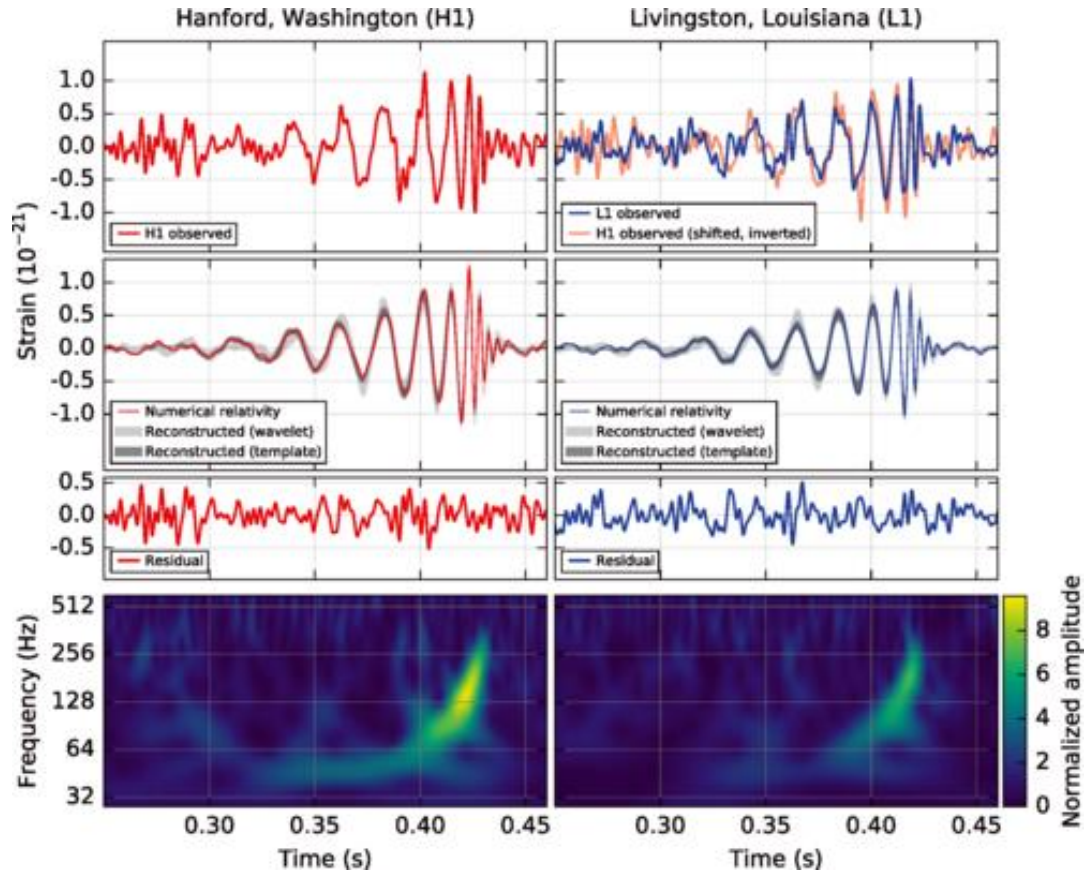 Hanford, Washington (H1)
Livingston, Louisiana (L1)
Strain (10⁻²¹)
1.0
0.5
0.0
-0.5
-1.0
H1 observed
L1 observed
H1 observed (shifted, inverted)
1.0
0.5
0.0
-0.5
-1.0
Numerical relativity
Reconstructed (wavelet)
Reconstructed (template)
Numerical relativity
Reconstructed (wavelet)
Reconstructed (template)
0.5
0.0
-0.5
Residual
Residual
Frequency (Hz)
512
256
128
64
32
Normalized amplitude
8
6
4
2
0
0.30 0.35 0.40 0.45
0.30 0.35 0.40 0.45
Time (s)
Time (s)